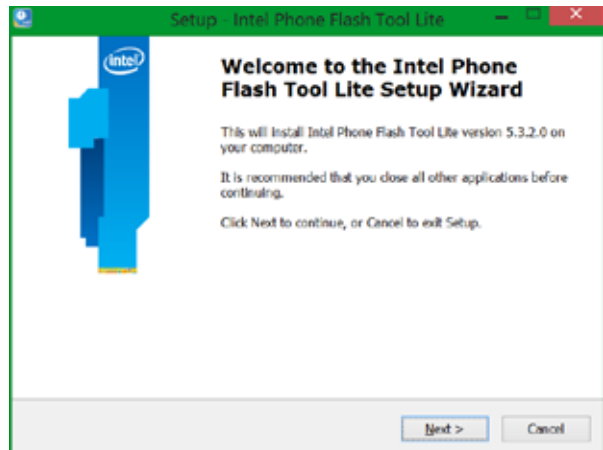 Setup - Intel Phone Flash Tool Lite
intel
Welcome to the Intel Phone
Flash Tool Lite Setup Wizard
This will install Intel Phone Flash Tool Lite version 5.3.2.0 on
your computer.
It is recommended that you close all other applications before
continuing.
Click Next to continue, or Cancel to exit Setup.
Next >
Cancel